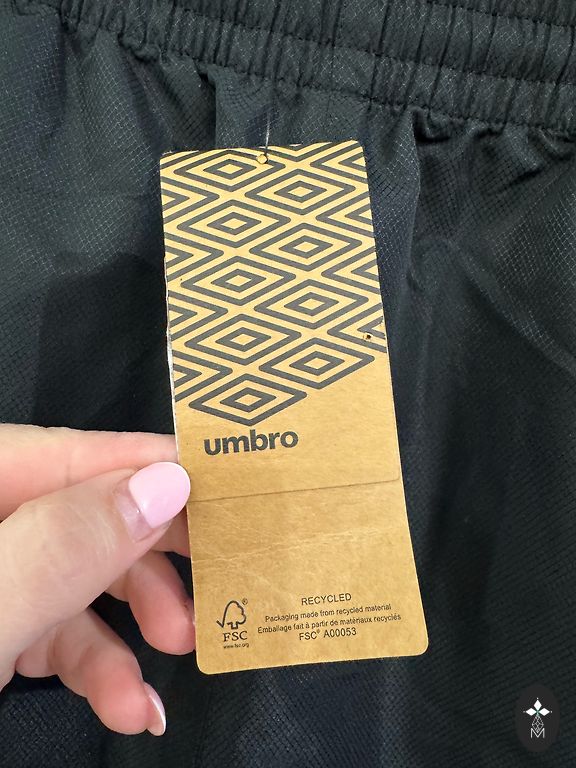 umbro
RECYCLED
Packaging made from recycled material
Emballage fait à partir de matériaux recyclés
FSC® A00053
®
FSC
www.fsc.org